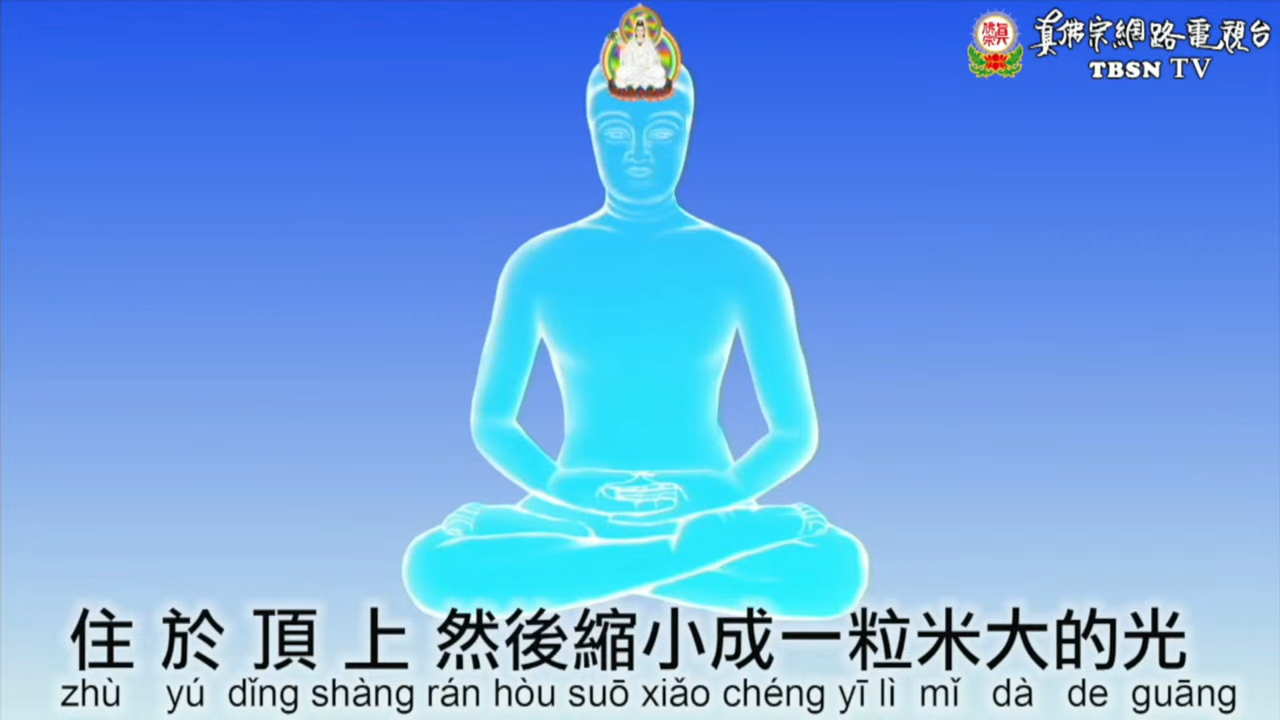 真佛宗網路電視台
TBSN TV
住於頂上然後縮小成一粒米大的光
zhù yú dǐng shàng rán hòu suō xiǎo chéng yī lì mǐ dà de guāng